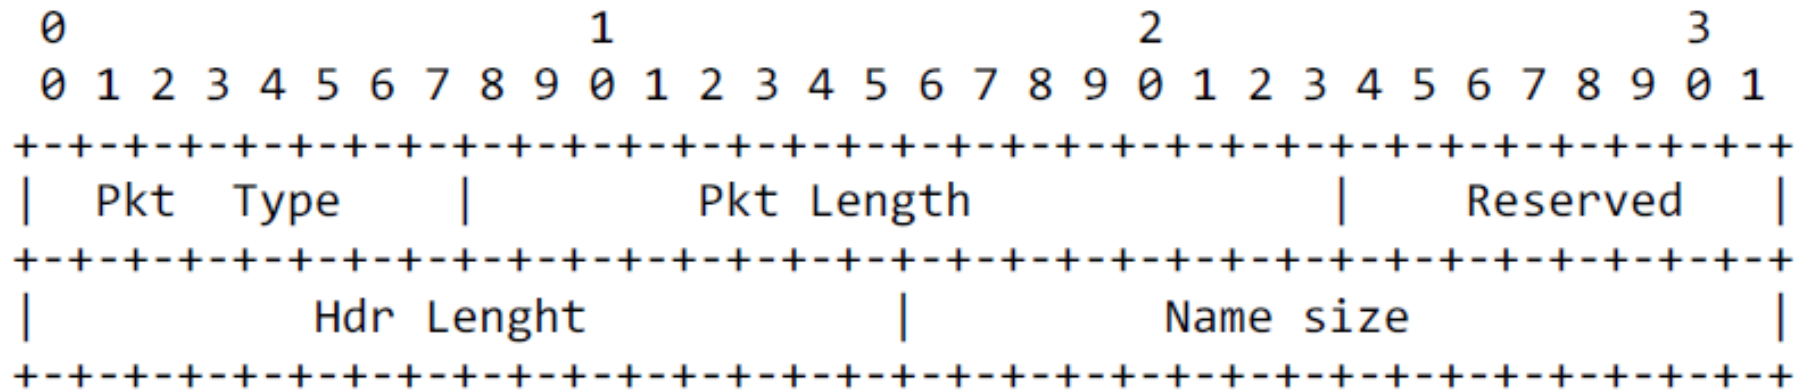 0                   1                   2                   3
0 1 2 3 4 5 6 7 8 9 0 1 2 3 4 5 6 7 8 9 0 1 2 3 4 5 6 7 8 9 0 1
+-+-+-+-+-+-+-+-+-+-+-+-+-+-+-+-+-+-+-+-+-+-+-+-+-+-+-+-+-+-+-+-+
| Pkt Type | Pkt Length | Reserved |
+-+-+-+-+-+-+-+-+-+-+-+-+-+-+-+-+-+-+-+-+-+-+-+-+-+-+-+-+-+-+-+-+
| Hdr Lenght | Name size |
+-+-+-+-+-+-+-+-+-+-+-+-+-+-+-+-+-+-+-+-+-+-+-+-+-+-+-+-+-+-+-+-+